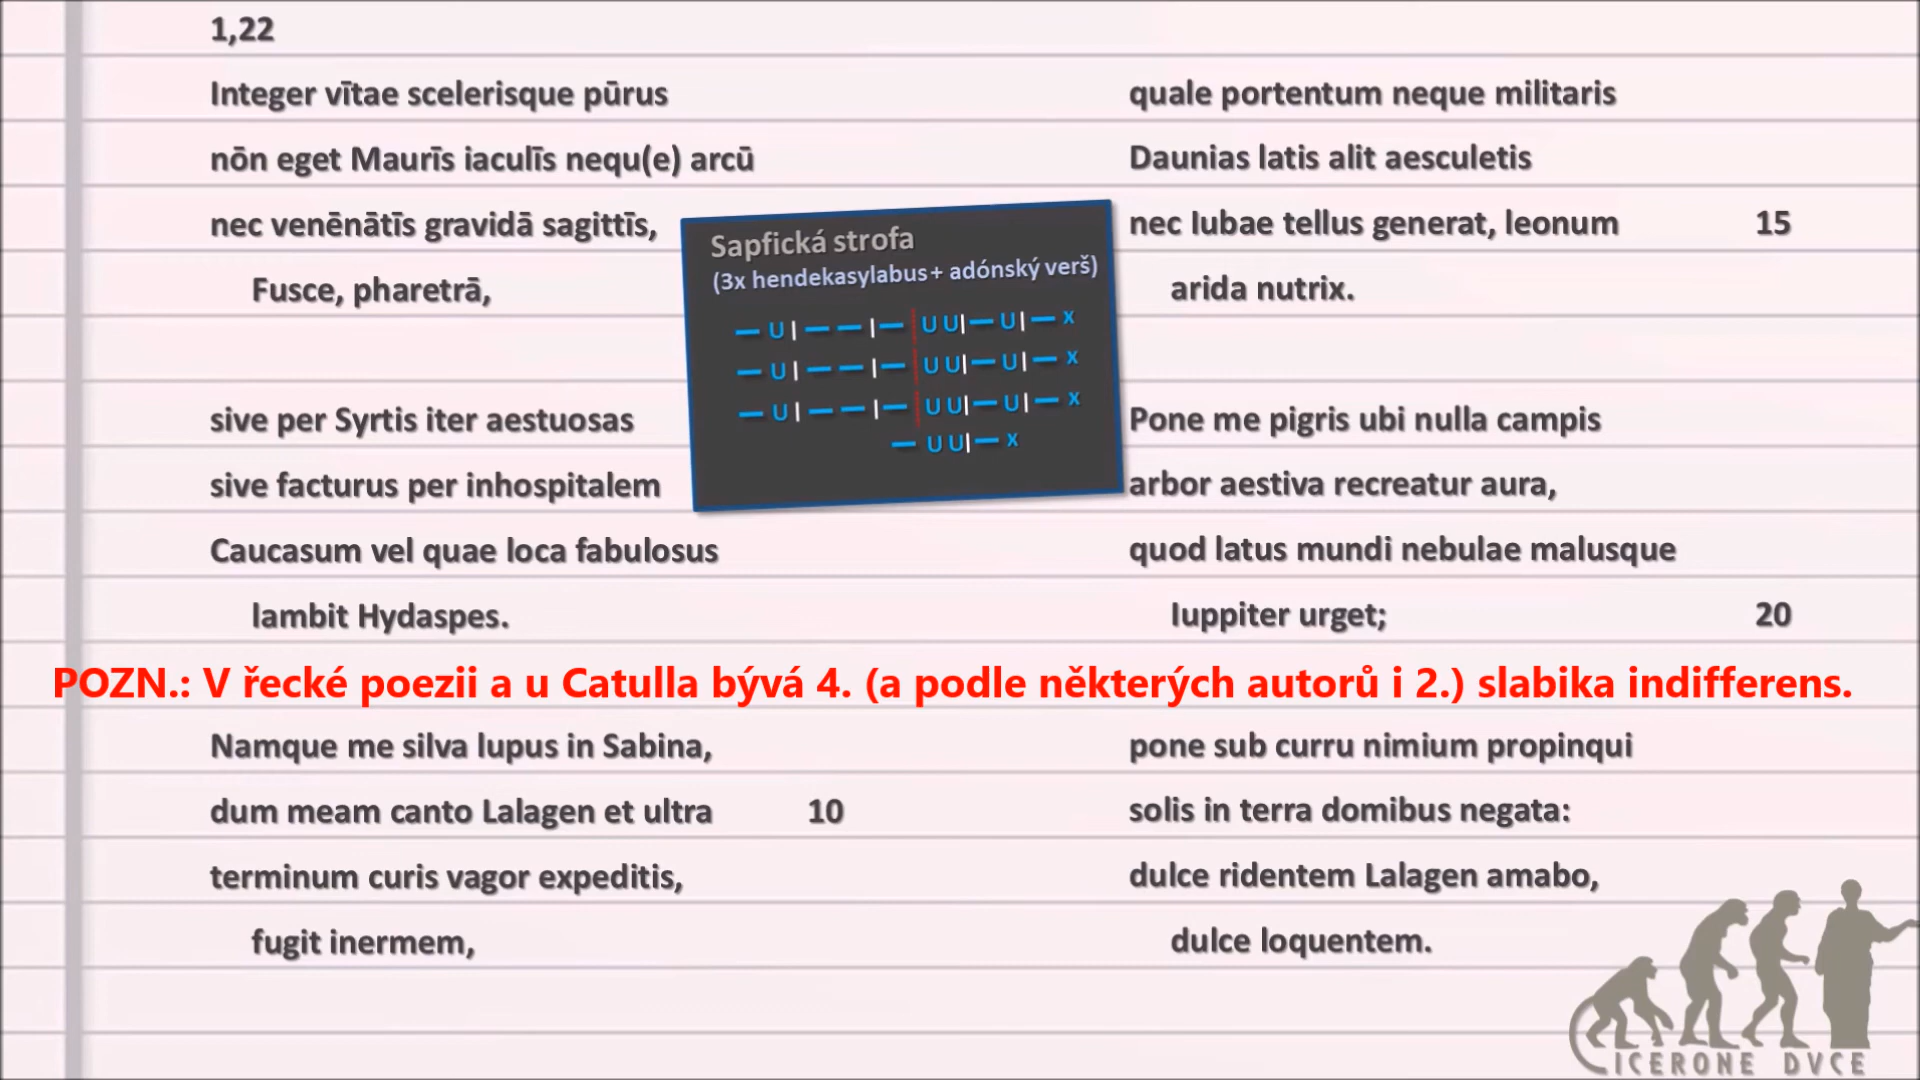 1,22
Integer vītae scelerisque pūrus
nōn eget Maurīs iaculīs nequ(e) arcū
nec venēnātīs gravidā sagittīs,
Fusce, pharetrā,
sive per Syrtis iter aestuosas
sive facturus per inhospitalem
Caucasum vel quae loca fabulosus
lambit Hydaspes.
Namque me silva lupus in Sabina,
dum meam canto Lalagen et ultra 10
terminum curis vagor expeditis,
fugit inermem,
Sapfická strofa
(3x hendekasylabus + adónský verš)
— U | — — | — U U | — U | — x
— U | — — | — U U | — U | — x
— U | — — | — U U | — U | — x
— U U | — x
quale portentum neque militaris
Daunias latis alit aesculetis
nec Iubae tellus generat, leonum 15
arida nutrix.
Pone me pigris ubi nulla campis
arbor aestiva recreatur aura,
quod latus mundi nebulae malusque
Iuppiter urget; 20
pone sub curru nimium propinqui
solis in terra domibus negata:
dulce ridentem Lalagen amabo,
dulce loquentem.
POZN.: V řecké poezii a u Catulla bývá 4. (a podle některých autorů i 2.) slabika indifferens.
CICERONE DVCE